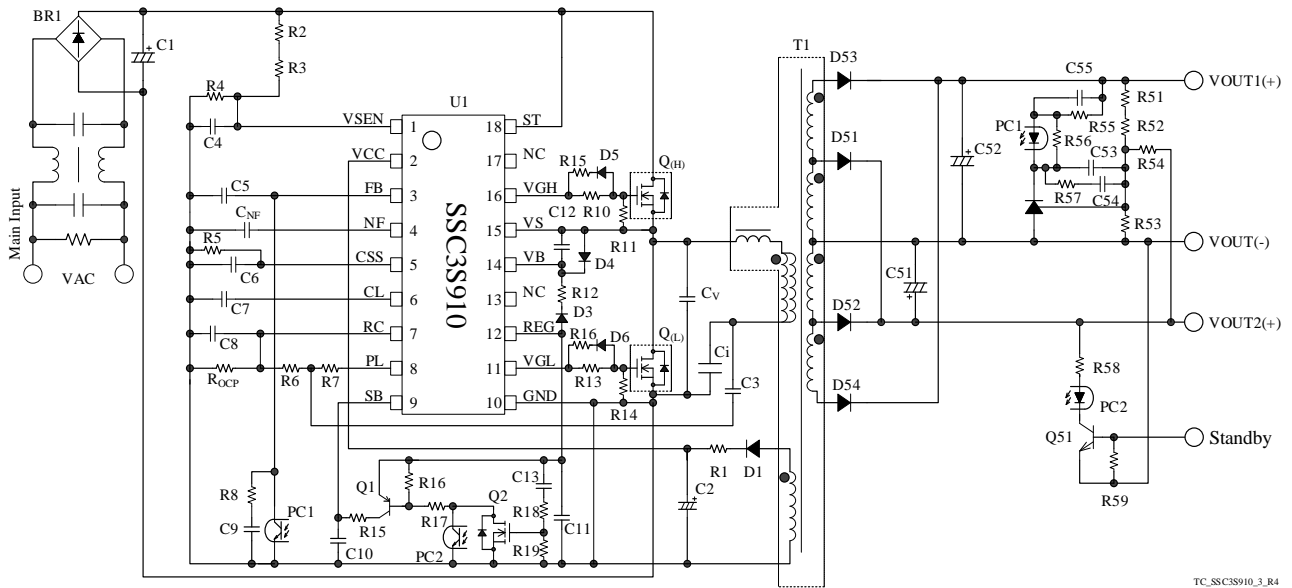 BR1
C1
R2
R3
R4
C4
Main Input
VAC
U1
SSC3S910
VSEN
VCC
FB
NF
CSS
CL
RC
PL
SB
1
2
3
4
5
6
7
8
9
18
17
16
15
14
13
12
11
10
ST
NC
VGH
VS
VB
NC
REG
VGL
GND
C5
CNF
R5
C6
C7
C8
ROCP
R6
R7
R15
D5
Q(H)
C12
R10
R11
D4
R12
D3
R16
D6
Q(L)
R13
R14
CV
Ci
C3
T1
D53
D51
D52
D54
C52
C51
C55
PC1
R56
R55
R51
R52
R54
C53
R57
C54
R53
VOUT1(+)
VOUT(-)
VOUT2(+)
Standby
R58
PC2
Q51
R59
R8
C9
PC1
Q1
R16
R15
C10
R17
PC2
Q2
C13
R18
R19
C11
C2
R1
D1
TC_SSC3S910_3_R4